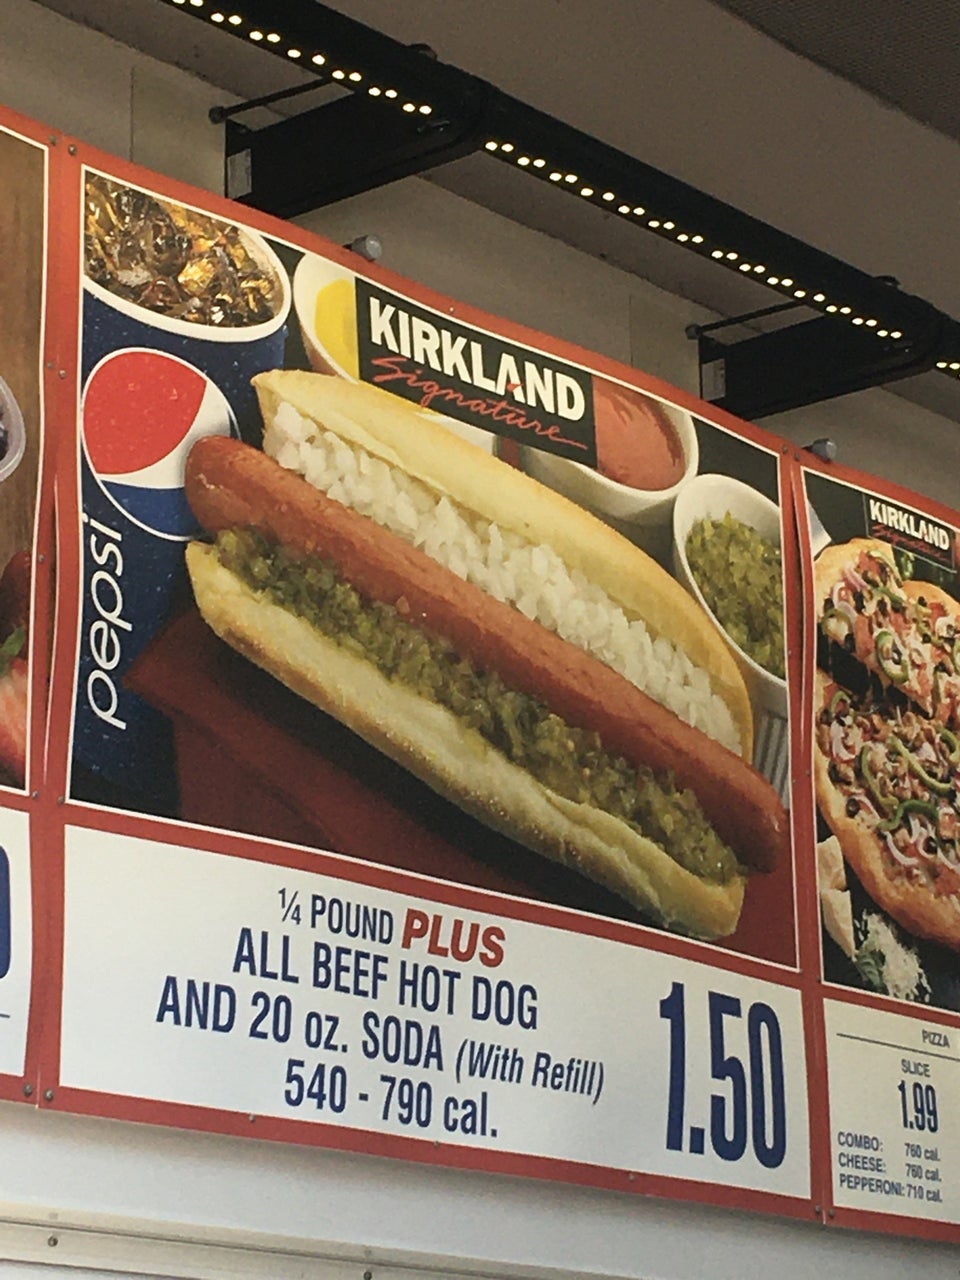 KIRKLAND
Signature
pepsi
¼ POUND PLUS
ALL BEEF HOT DOG
AND 20 oz. SODA (With Refill)
540 - 790 cal.
1.50
KIRKLAND
Signature
PIZZA
SLICE
1.99
COMBO: 760 cal.
CHEESE: 760 cal.
PEPPERONI: 710 cal.